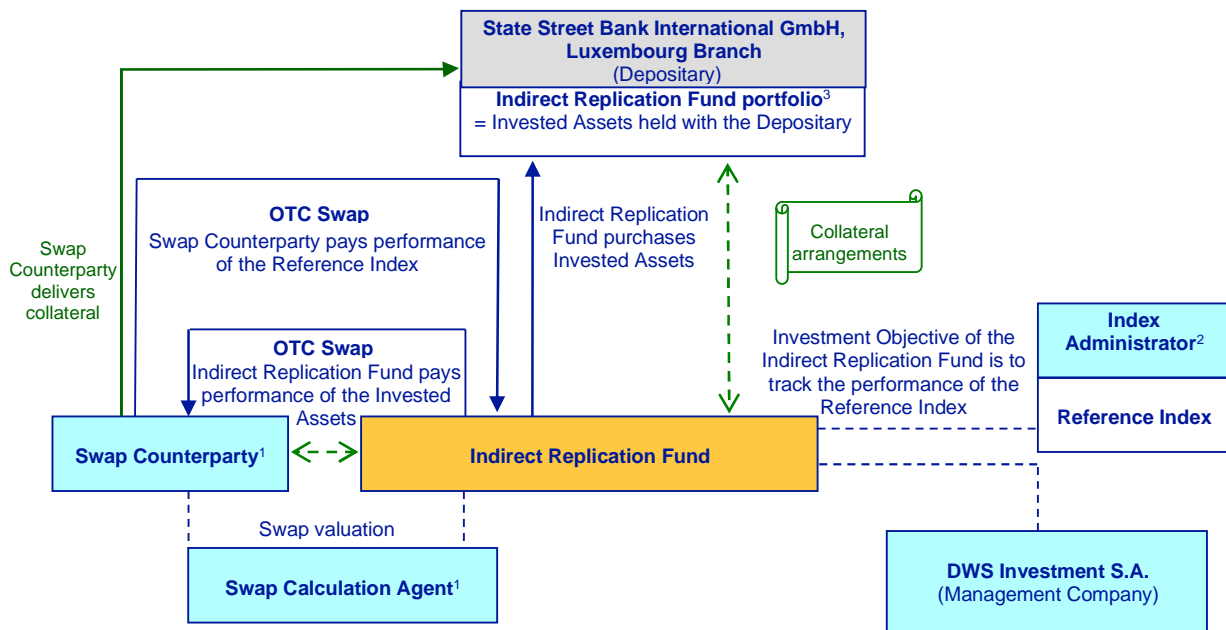 State Street Bank International GmbH,
Luxembourg Branch
(Depositary)
Indirect Replication Fund portfolio³
= Invested Assets held with the Depositary
OTC Swap
Swap Counterparty pays performance
of the Reference Index
Indirect Replication
Fund purchases
Invested Assets
Collateral
arrangements
Swap
Counterparty
delivers
collateral
OTC Swap
Indirect Replication Fund pays
performance of the Invested
Assets
Investment Objective of the
Indirect Replication Fund is to
track the performance of the
Reference Index
Index
Administrator²
Reference Index
Swap Counterparty¹
Indirect Replication Fund
Swap valuation
Swap Calculation Agent¹
DWS Investment S.A.
(Management Company)